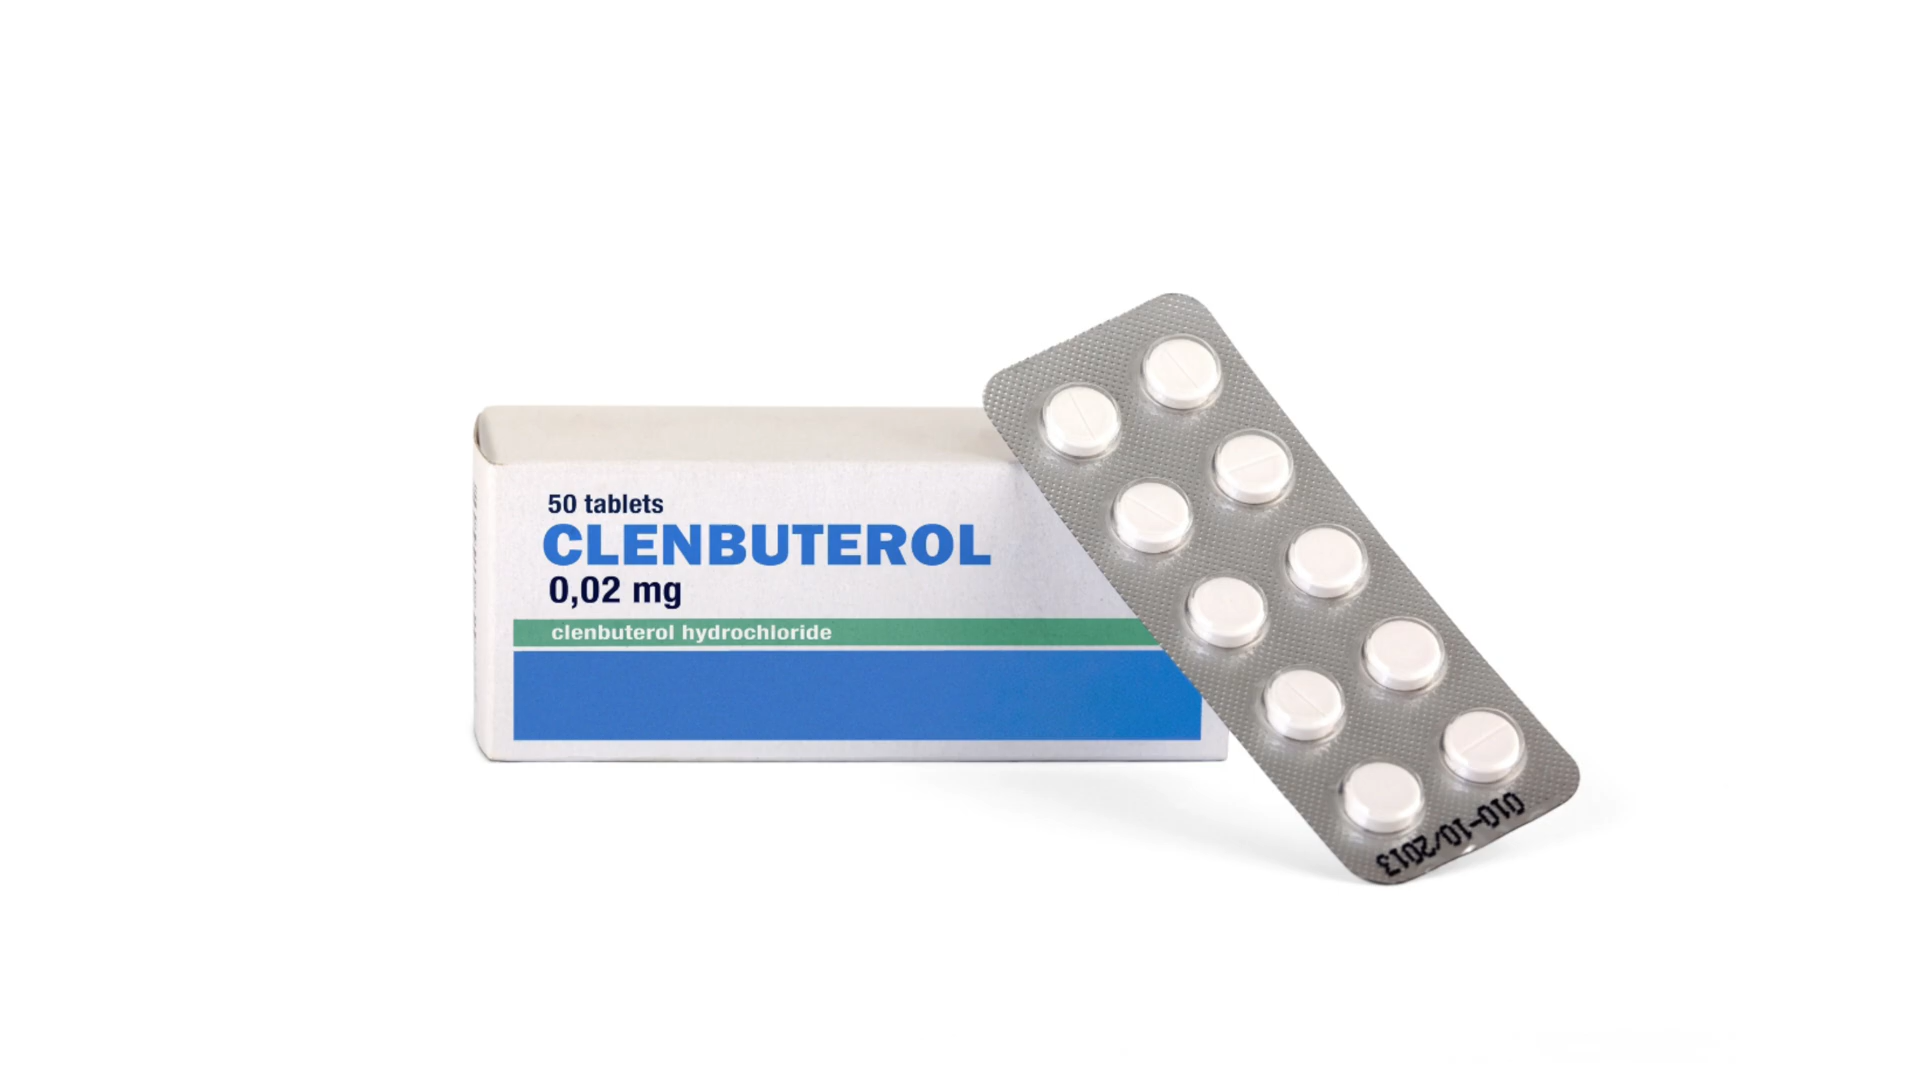 50 tablets
CLENBUTEROL
0,02 mg
clenbuterol hydrochloride
010-10/2013